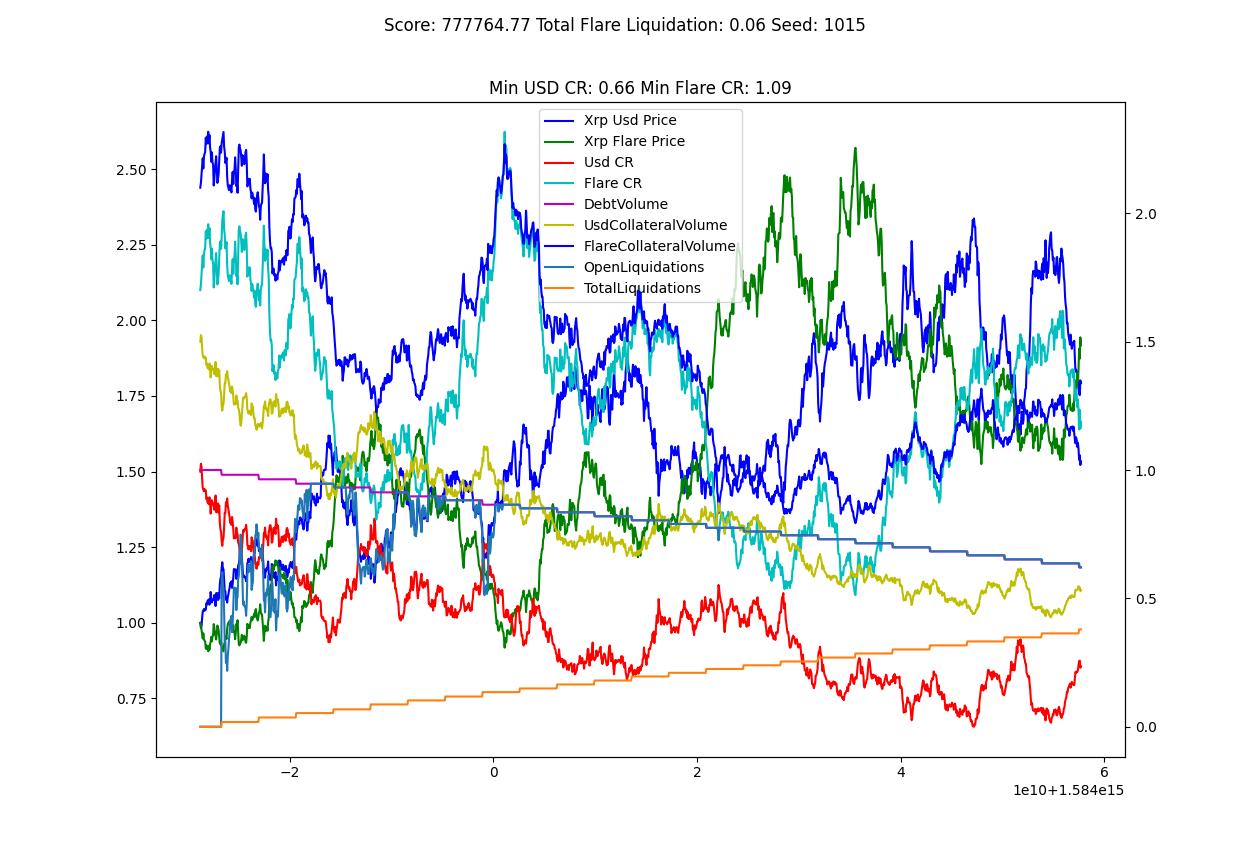 Score: 777764.77 Total Flare Liquidation: 0.06 Seed: 1015
Min USD CR: 0.66 Min Flare CR: 1.09
Xrp Usd Price
Xrp Flare Price
Usd CR
Flare CR
DebtVolume
UsdCollateralVolume
FlareCollateralVolume
OpenLiquidations
TotalLiquidations
2.50
2.25
2.00
1.75
1.50
1.25
1.00
0.75
2.0
1.5
1.0
0.5
0.0
−2 0 2 4 6
1e10+1.584e15